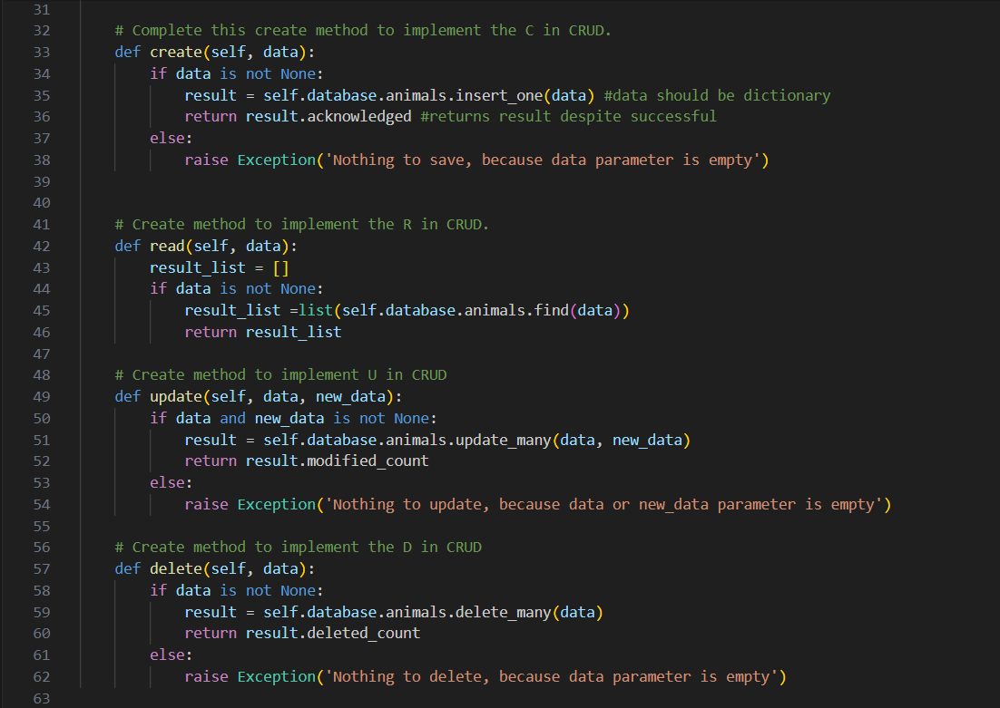 31
32 # Complete this create method to implement the C in CRUD.
33 def create(self, data):
34 if data is not None:
35 result = self.database.animals.insert_one(data) #data should be dictionary
36 return result.acknowledged #returns result despite successful
37 else:
38 raise Exception('Nothing to save, because data parameter is empty')
39
40
41 # Create method to implement the R in CRUD.
42 def read(self, data):
43 result_list = []
44 if data is not None:
45 result_list =list(self.database.animals.find(data))
46 return result_list
47
48 # Create method to implement U in CRUD
49 def update(self, data, new_data):
50 if data and new_data is not None:
51 result = self.database.animals.update_many(data, new_data)
52 return result.modified_count
53 else:
54 raise Exception('Nothing to update, because data or new_data parameter is empty')
55
56 # Create method to implement the D in CRUD
57 def delete(self, data):
58 if data is not None:
59 result = self.database.animals.delete_many(data)
60 return result.deleted_count
61 else:
62 raise Exception('Nothing to delete, because data parameter is empty')
63